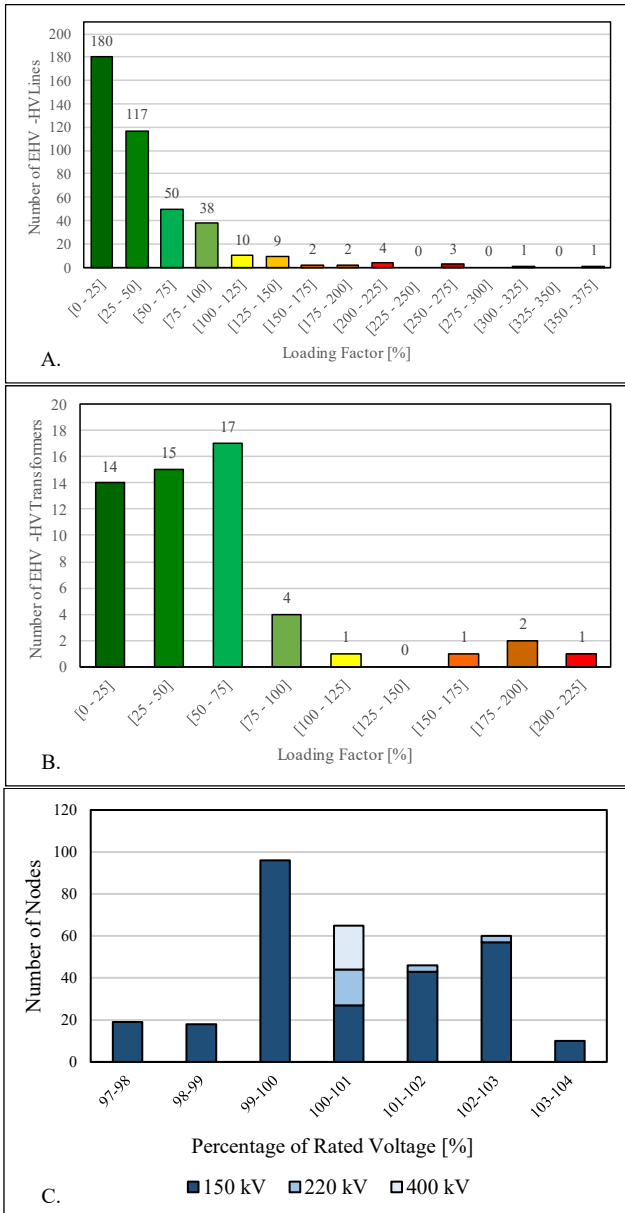 Number of EHV -HV Lines
200
180
160
140
120
100
80
60
40
20
0
180
117
50
38
10
9
2
2
4
0
3
0
1
0
1
[0 - 25]
[25 - 50]
[50 - 75]
[75 - 100]
[100 - 125]
[125 - 150]
[150 - 175]
[175 - 200]
[200 - 225]
[225 - 250]
[250 - 275]
[275 - 300]
[300 - 325]
[325- 350]
[350 - 375]
Loading Factor [%]
A.
Number of EHV -HV Transformers
20
18
16
14
12
10
8
6
4
2
0
14
15
17
4
1
0
1
2
1
[0 - 25]
[25 - 50]
[50 - 75]
[75 - 100]
[100 - 125]
[125 - 150]
[150 - 175]
[175 - 200]
[200 - 225]
Loading Factor [%]
B.
Number of Nodes
120
100
80
60
40
20
0
97-98
98-99
99-100
100-101
101-102
102-103
103-104
Percentage of Rated Voltage [%]
150 kV 220 kV 400 kV
C.